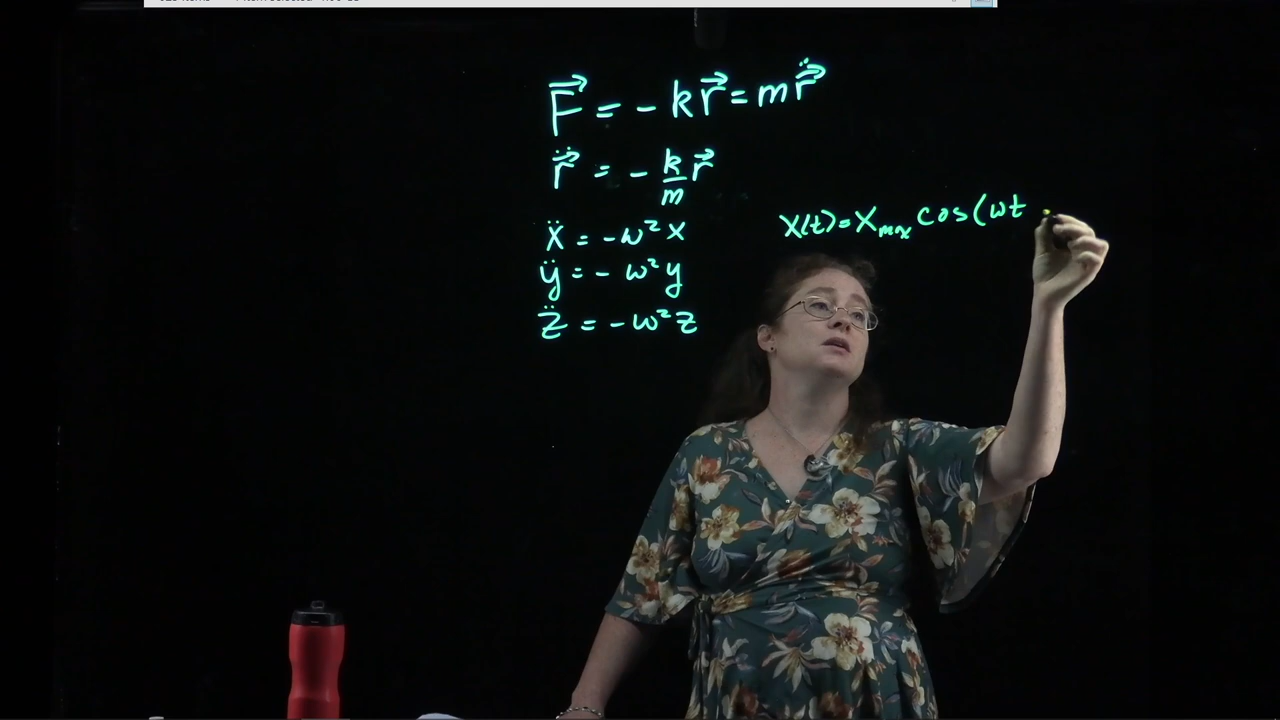 F⃗ = - k r⃗ = m r̈⃗
r̈⃗ = - k/m r⃗
ẍ = -ω² x
ÿ = - ω² y
z̈ = -ω² z
x(t) = x_max cos(ωt